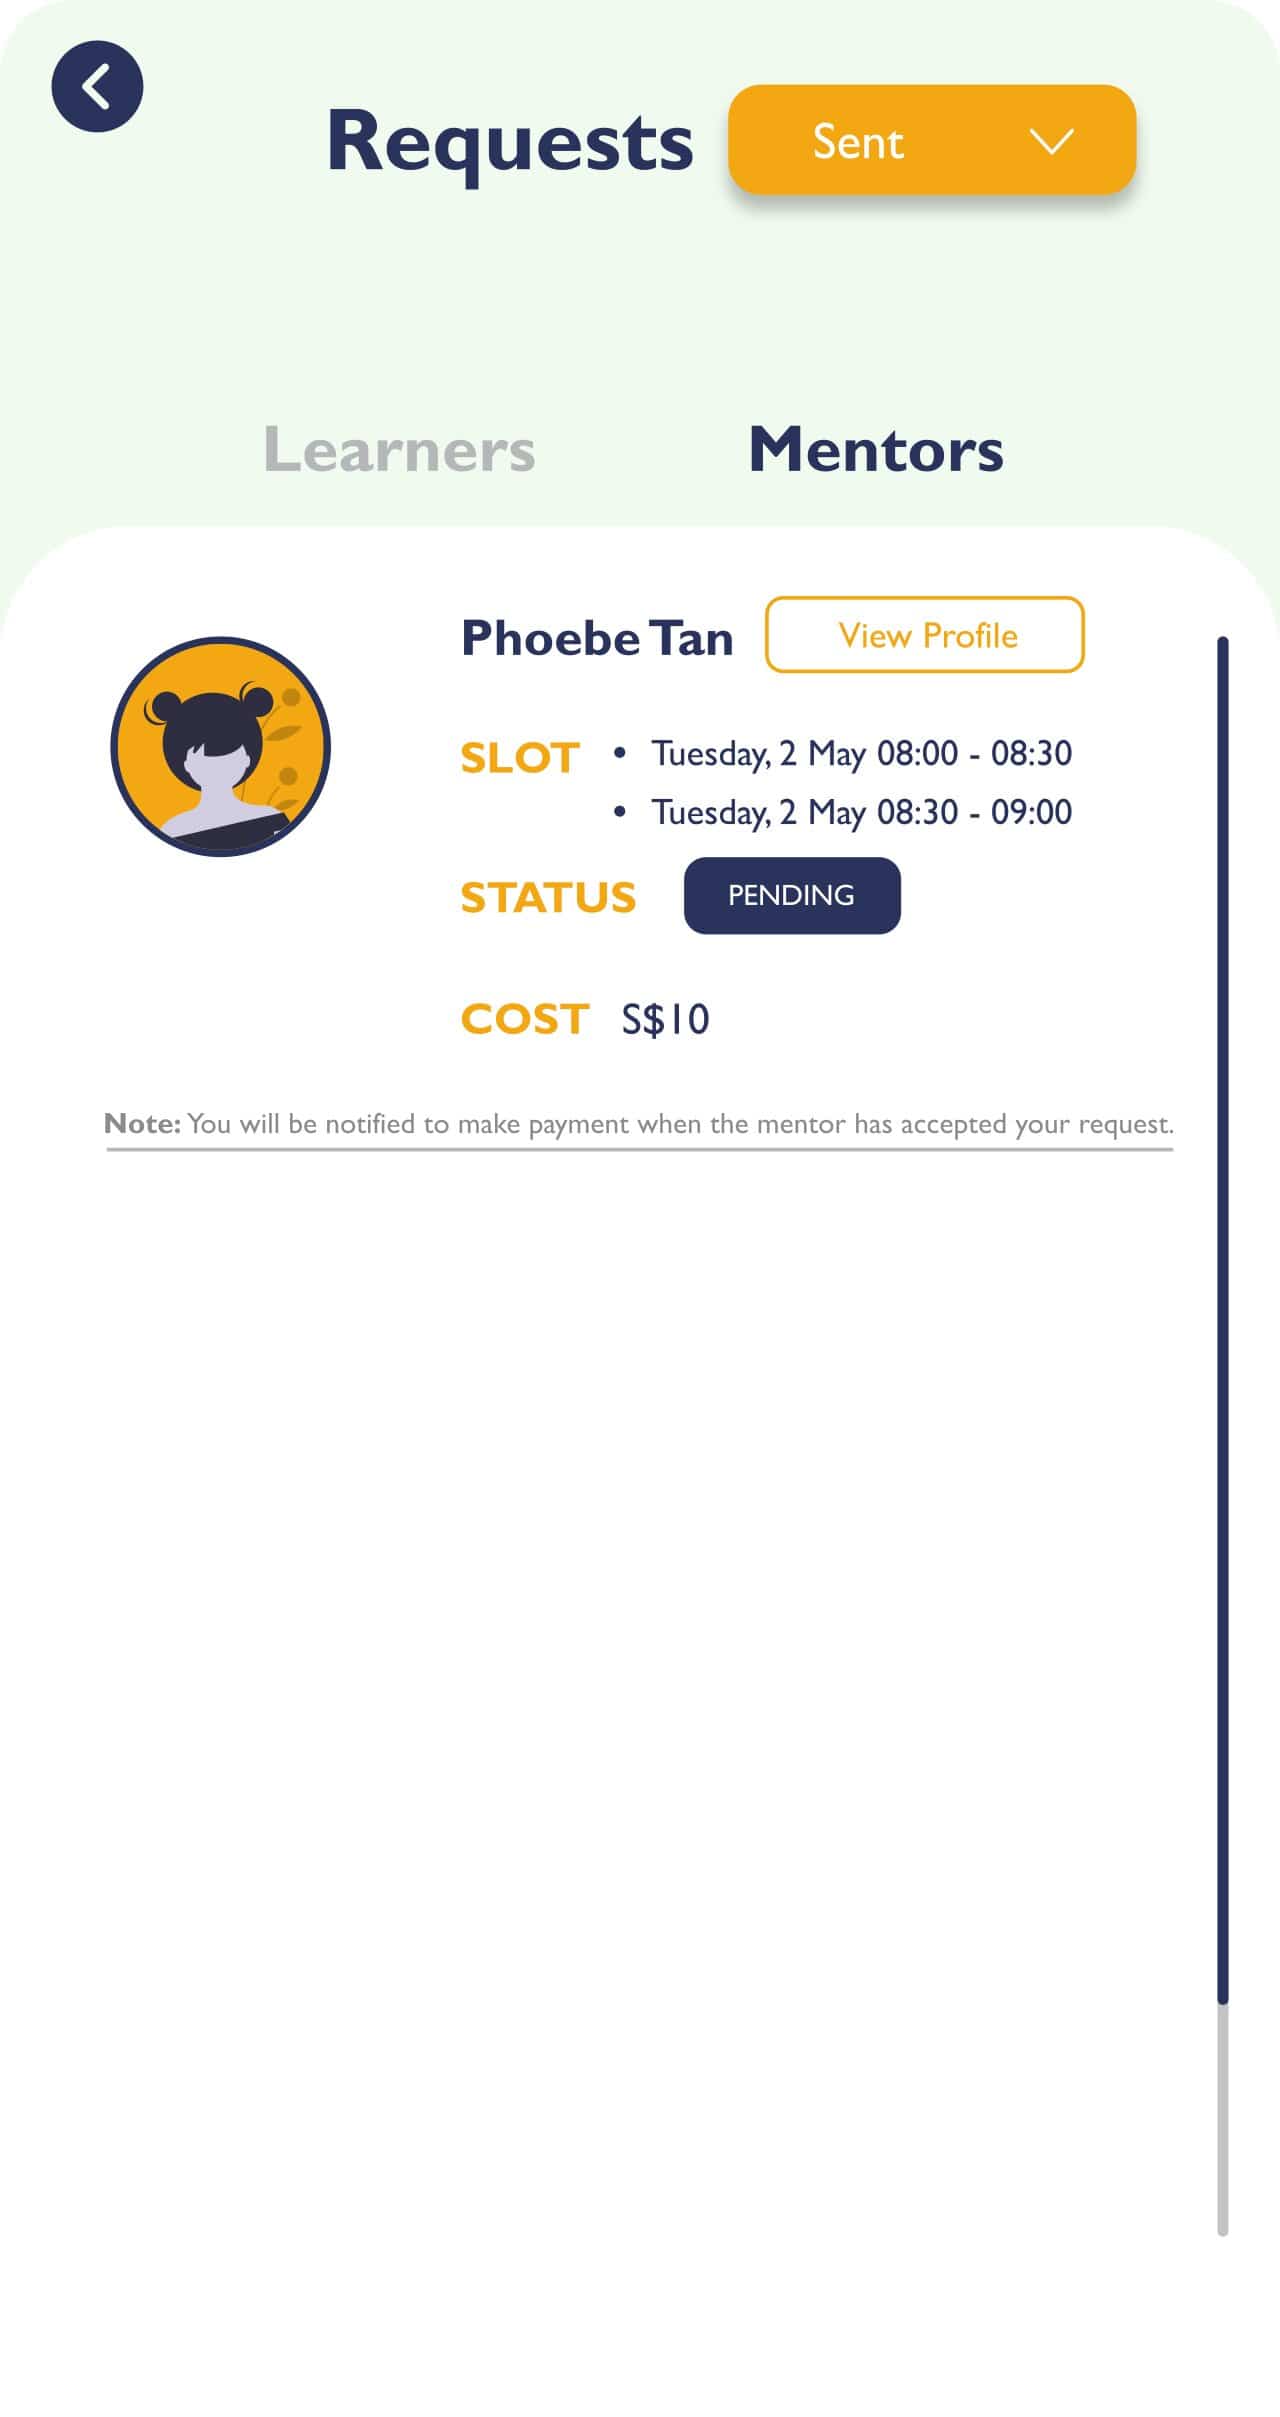 Requests
Sent
Learners
Mentors
Phoebe Tan
View Profile
SLOT
• Tuesday, 2 May 08:00 - 08:30
• Tuesday, 2 May 08:30 - 09:00
STATUS
PENDING
COST
S$10
Note: You will be notified to make payment when the mentor has accepted your request.